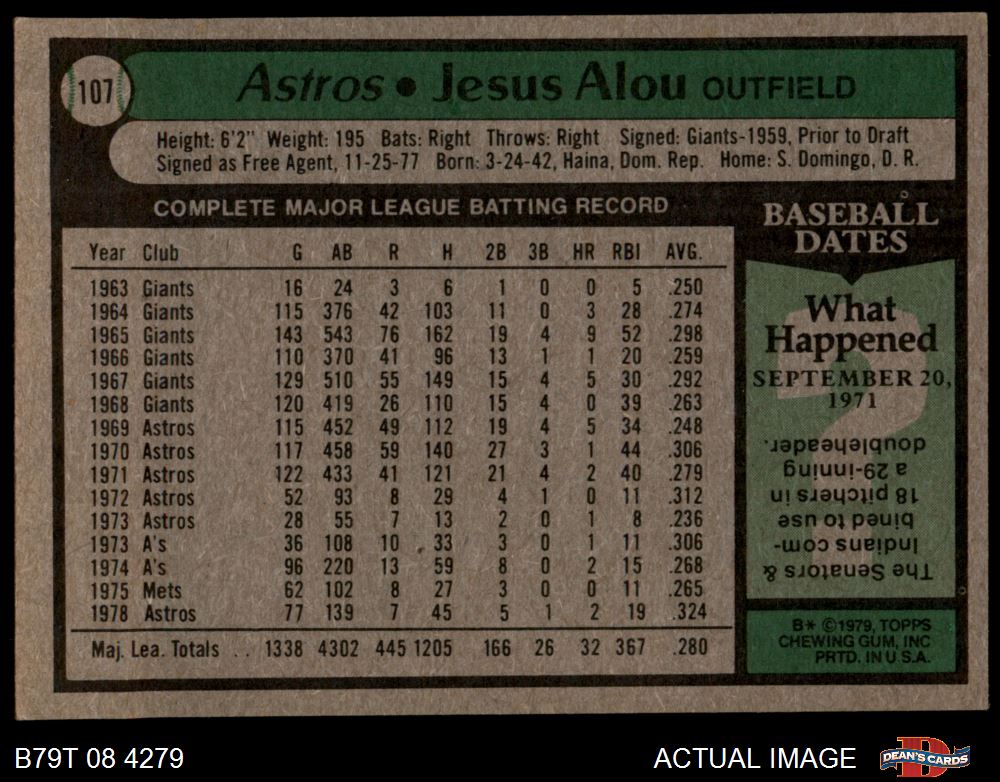 107
Astros • Jesus Alou OUTFIELD
Height: 6'2" Weight: 195 Bats: Right Throws: Right Signed: Giants-1959, Prior to Draft
Signed as Free Agent, 11-25-77 Born: 3-24-42, Haina, Dom. Rep. Home: S. Domingo, D. R.
COMPLETE MAJOR LEAGUE BATTING RECORD
Year Club G AB R H 2B 3B HR RBI AVG.
1963 Giants 16 24 3 6 1 0 0 5 .250
1964 Giants 115 376 42 103 11 0 3 28 .274
1965 Giants 143 543 76 162 19 4 9 52 .298
1966 Giants 110 370 41 96 13 1 1 20 .259
1967 Giants 129 510 55 149 15 4 5 30 .292
1968 Giants 120 419 26 110 15 4 0 39 .263
1969 Astros 115 452 49 112 19 4 5 34 .248
1970 Astros 117 458 59 140 27 3 1 44 .306
1971 Astros 122 433 41 121 21 4 2 40 .279
1972 Astros 52 93 8 29 4 1 0 11 .312
1973 Astros 28 55 7 13 2 0 1 8 .236
1973 A's 36 108 10 33 3 0 1 11 .306
1974 A's 96 220 13 59 8 0 2 15 .268
1975 Mets 62 102 8 27 3 0 0 11 .265
1978 Astros 77 139 7 45 5 1 2 19 .324
Maj. Lea. Totals . . 1338 4302 445 1205 166 26 32 367 .280
BASEBALL
DATES
What
Happened
SEPTEMBER 20,
1971
The Senators &
Indians com-
bined to use
18 pitchers in
a 29-inning
doubleheader.
B* ©1979, TOPPS
CHEWING GUM, INC
PRTD. IN U.S.A.
B79T 08 4279
ACTUAL IMAGE
DEAN'S CARDS